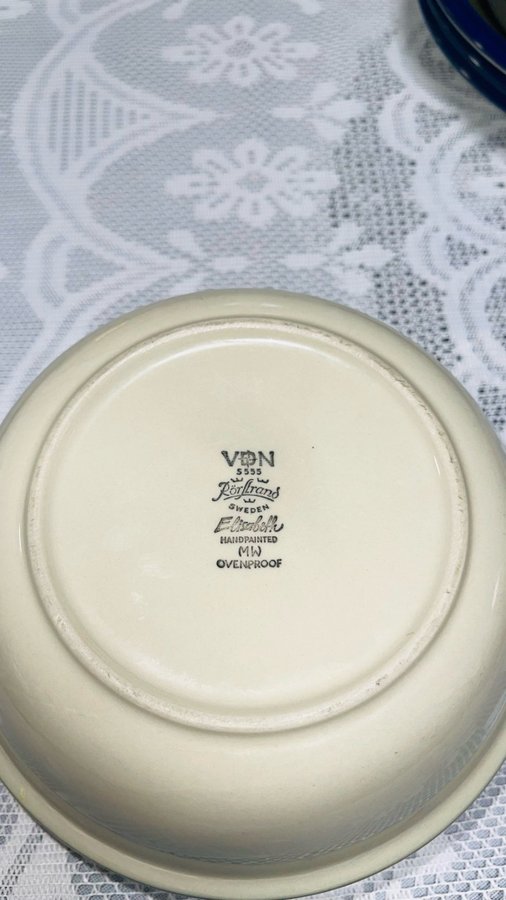 VDN
5555
Rörstrand
SWEDEN
Elisabeth
HANDPAINTED
MW
OVENPROOF